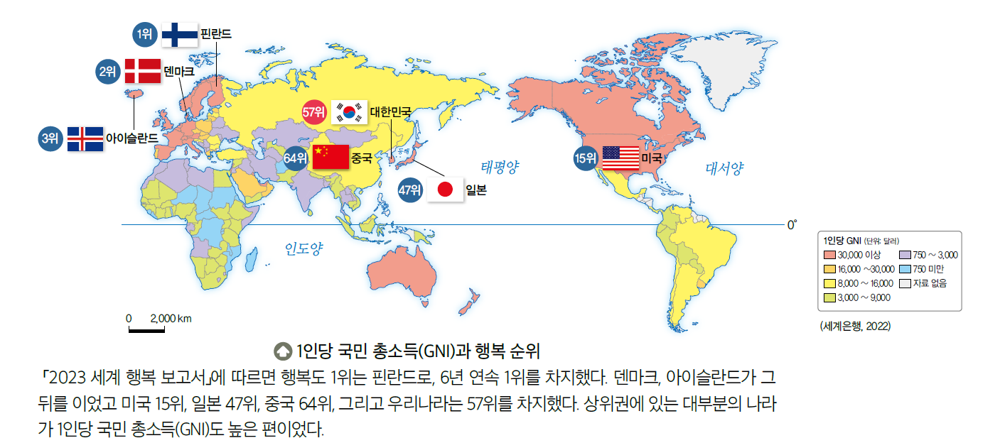 1위 핀란드
2위 덴마크
3위 아이슬란드
57위 대한민국
64위 중국
동해
47위 일본
태평양
15위 미국
대서양
인도양
0°
1인당 GNI (단위: 달러)
30,000 이상
16,000 ~30,000
8,000 ~ 16,000
3,000 ~ 9,000
750 ~ 3,000
750 미만
자료 없음
(세계은행, 2022)
0 2,000 km
1인당 국민 총소득(GNI)과 행복 순위
「2023 세계 행복 보고서」에 따르면 행복도 1위는 핀란드로, 6년 연속 1위를 차지했다. 덴마크, 아이슬란드가 그
뒤를 이었고 미국 15위, 일본 47위, 중국 64위, 그리고 우리나라는 57위를 차지했다. 상위권에 있는 대부분의 나라
가 1인당 국민 총소득(GNI)도 높은 편이었다.